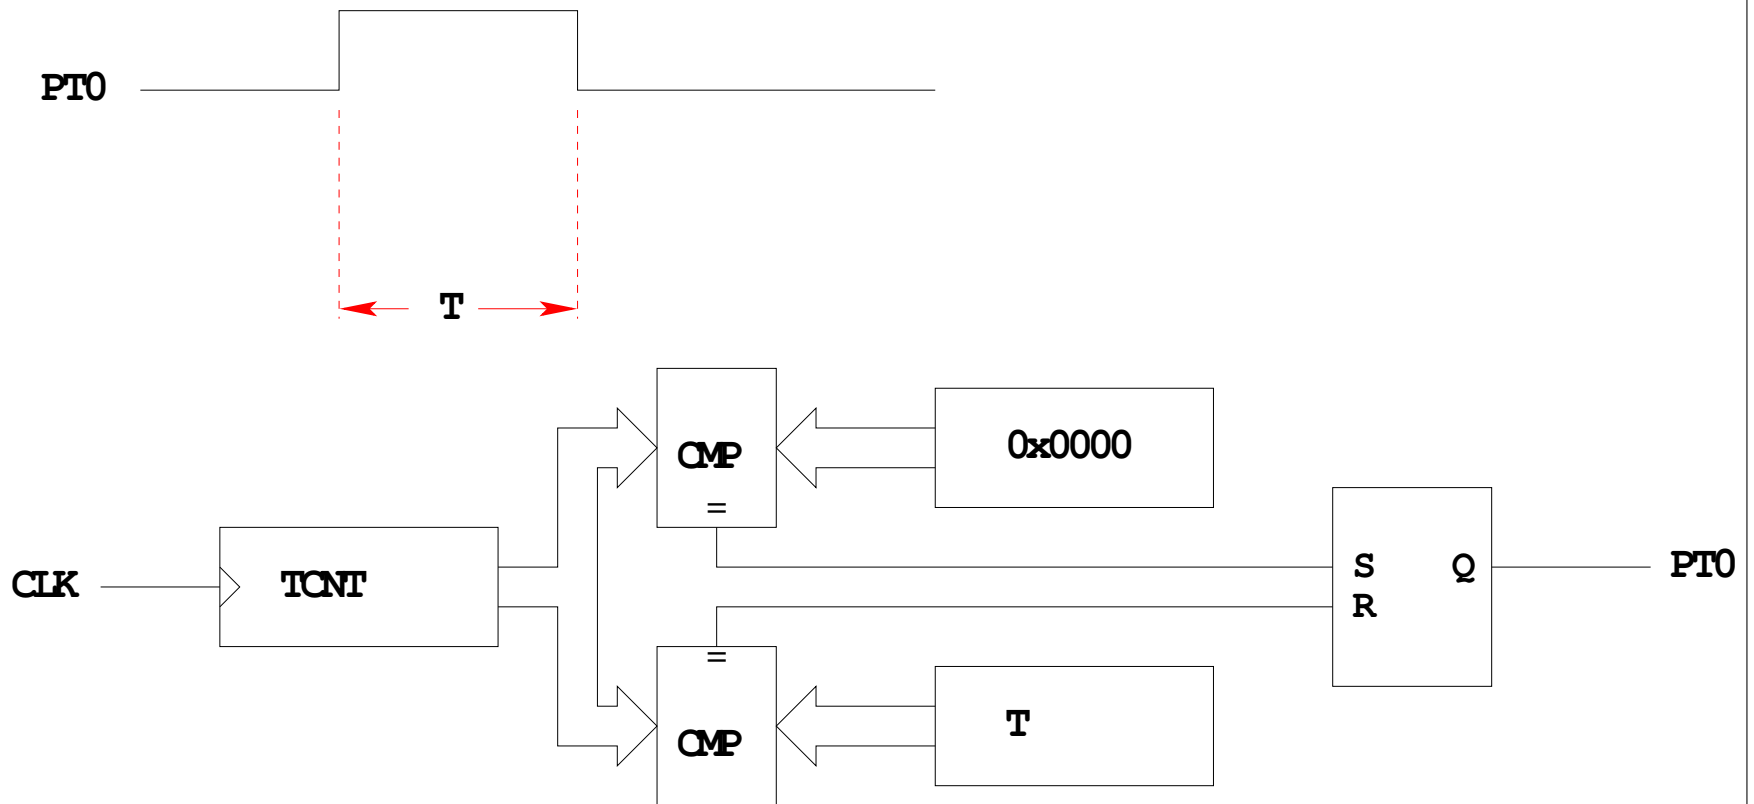 PT0
T
CMP
=
0x0000
CLK
TCNT
S Q
R
PT0
=
CMP
T